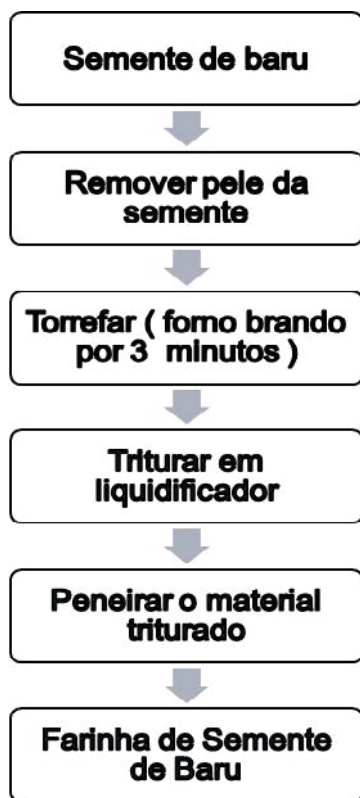 Semente de baru
Remover pele da
semente
Torrefar ( forno brando
por 3 minutos )
Triturar em
liquidificador
Peneirar o material
triturado
Farinha de Semente
de Baru